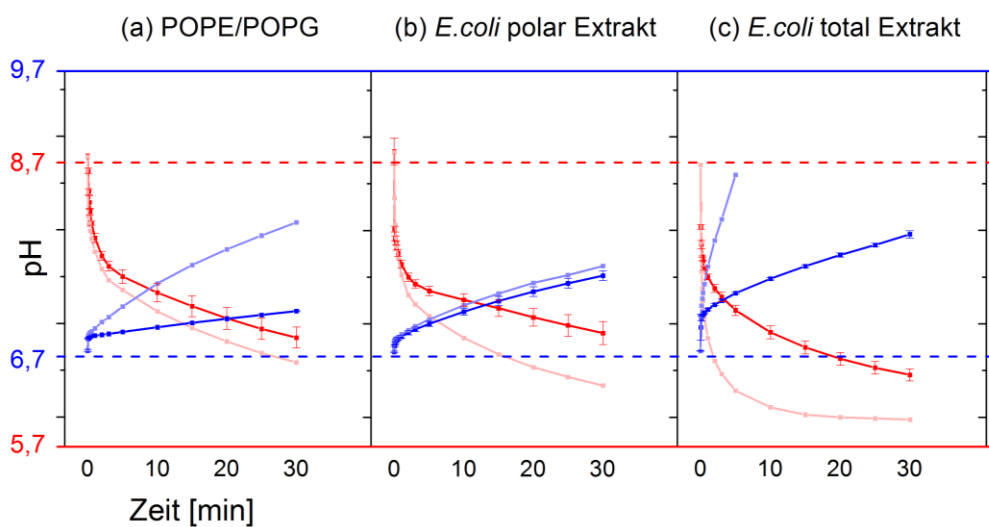 (a) POPE/POPG
(b) E.coli polar Extrakt
(c) E.coli total Extrakt
9,7
8,7
pH
6,7
5,7
0 10 20 30
0 10 20 30
0 10 20 30
Zeit [min]